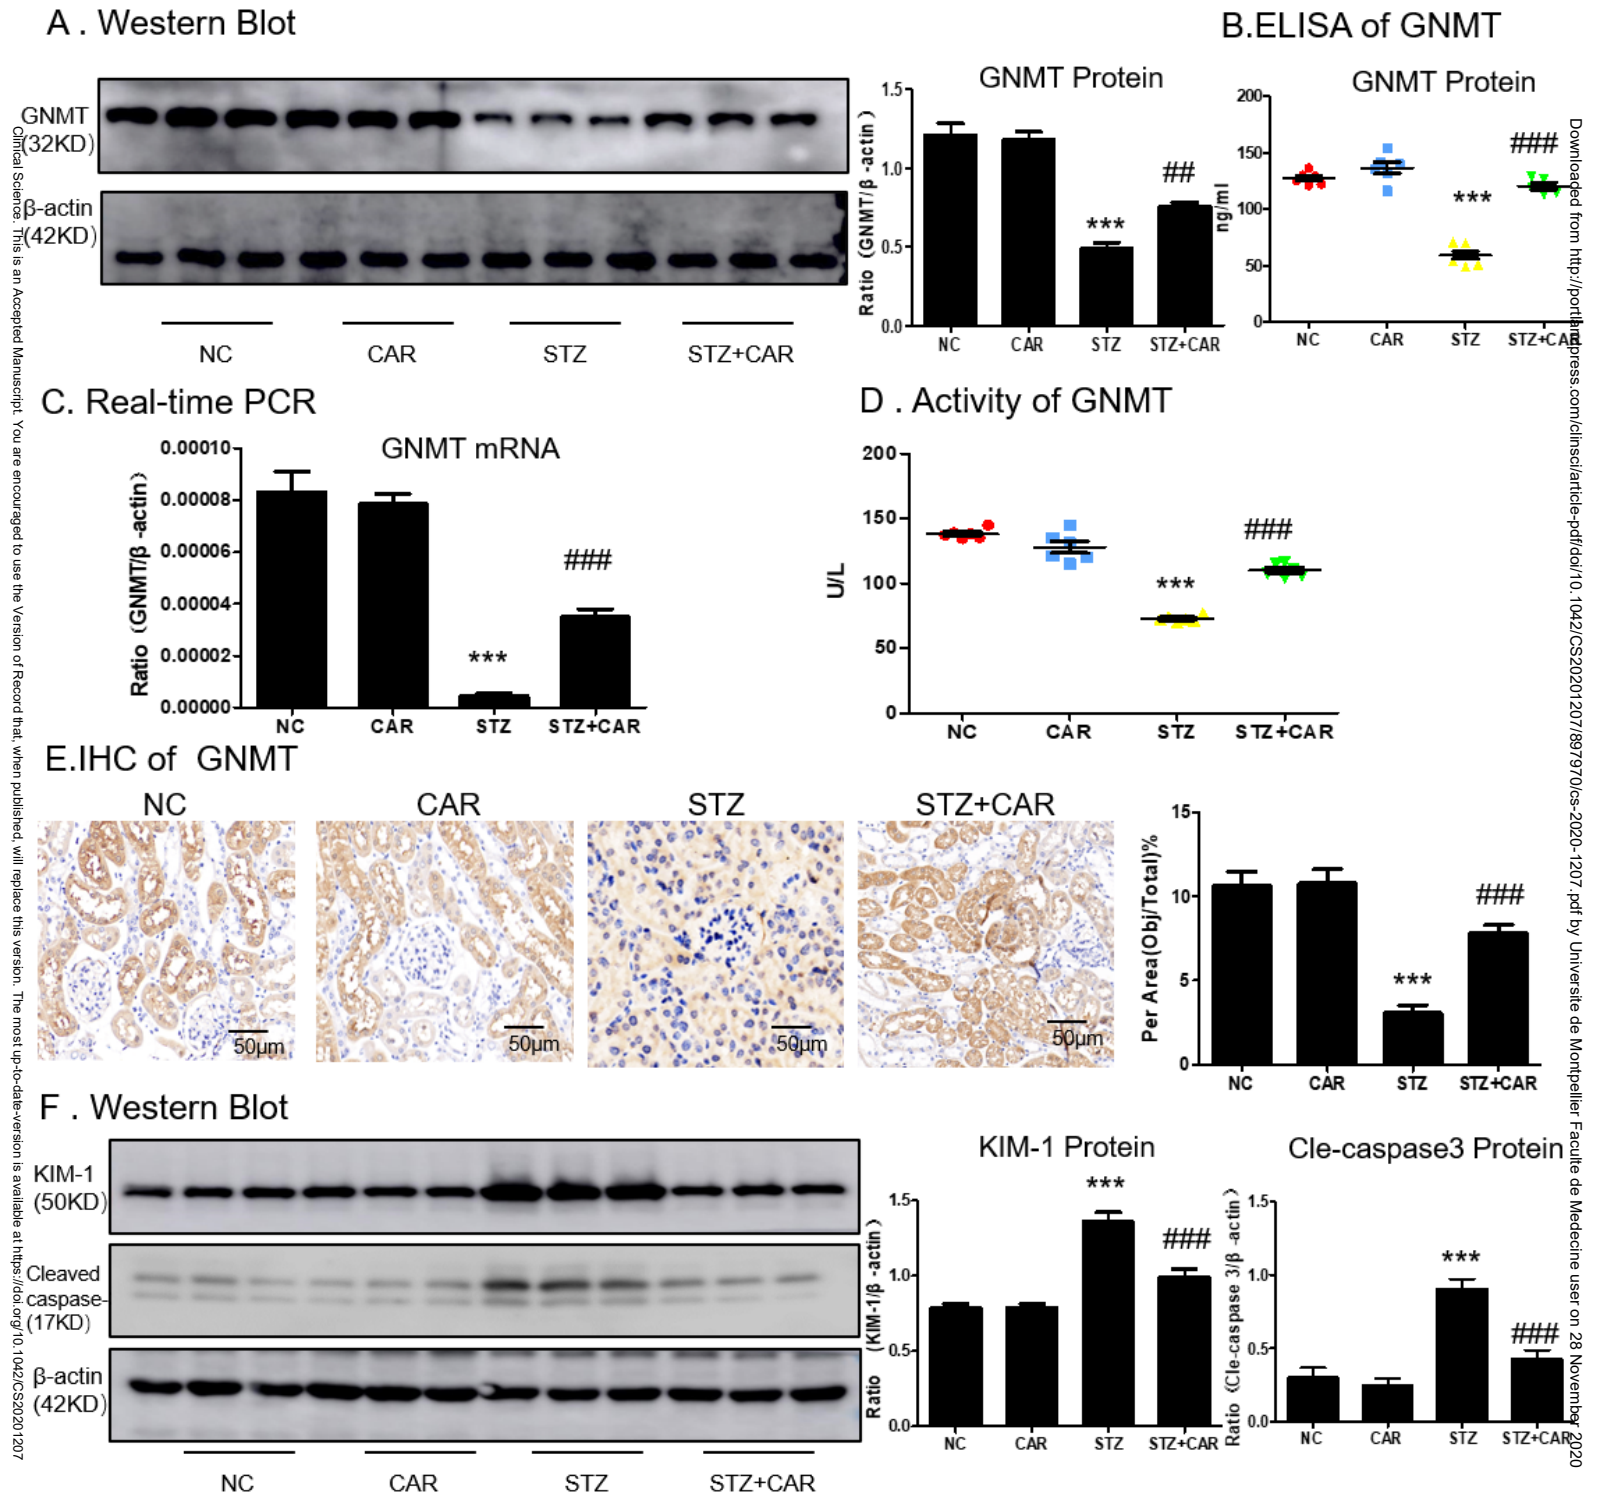 A . Western Blot
B.ELISA of GNMT
GNMT
(32KD)
β-actin
(42KD)
NC
CAR
STZ
STZ+CAR
GNMT Protein
Ratio (GNMT/β -actin )
1.5
1.0
0.5
0.0
***
##
NC
CAR
STZ
STZ+CAR
GNMT Protein
ng/ml
200
150
100
50
0
***
###
NC
CAR
STZ
STZ+CAR
C. Real-time PCR
GNMT mRNA
Ratio (GNMT/β -actin)
0.00010
0.00008
0.00006
0.00004
0.00002
0.00000
***
###
NC
CAR
STZ
STZ+CAR
D . Activity of GNMT
U/L
200
150
100
50
0
***
###
NC
CAR
STZ
STZ+CAR
E.IHC of GNMT
NC
CAR
STZ
STZ+CAR
50μm
50μm
50μm
50μm
Per Area(Obj/Total)%
15
10
5
0
***
###
NC
CAR
STZ
STZ+CAR
F . Western Blot
KIM-1
(50KD)
Cleaved
caspase-
(17KD)
β-actin
(42KD)
NC
CAR
STZ
STZ+CAR
KIM-1 Protein
Ratio (KIM-1/β -actin)
1.5
1.0
0.5
0.0
***
###
NC
CAR
STZ
STZ+CAR
Cle-caspase3 Protein
Ratio (Cle-caspase 3/β -actin)
1.5
1.0
0.5
0.0
***
###
NC
CAR
STZ
STZ+CAR
Clinical Science. This is an Accepted Manuscript. You are encouraged to use the Version of Record that, when published, will replace this version. The most up-to-date-version is available at https://doi.org/10.1042/CS20201207
Downloaded from http://portlandpress.com/clinsci/article-pdf/doi/10.1042/CS20201207/897970/cs-2020-1207.pdf by Universite de Montpellier Faculte de Medecine user on 28 November 2020